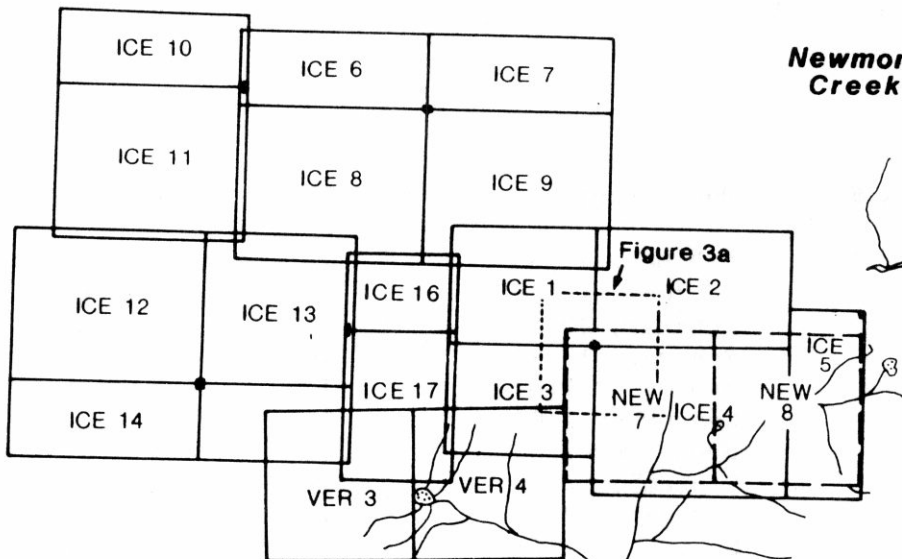 ICE 10
ICE 6
ICE 7
Newmon
Creek
ICE 11
ICE 8
ICE 9
Figure 3a
ICE 12
ICE 13
ICE 16
ICE 1
ICE 2
ICE 14
ICE 17
ICE 3
NEW
7
ICE 4
NEW
8
ICE
5
VER 3
VER 4